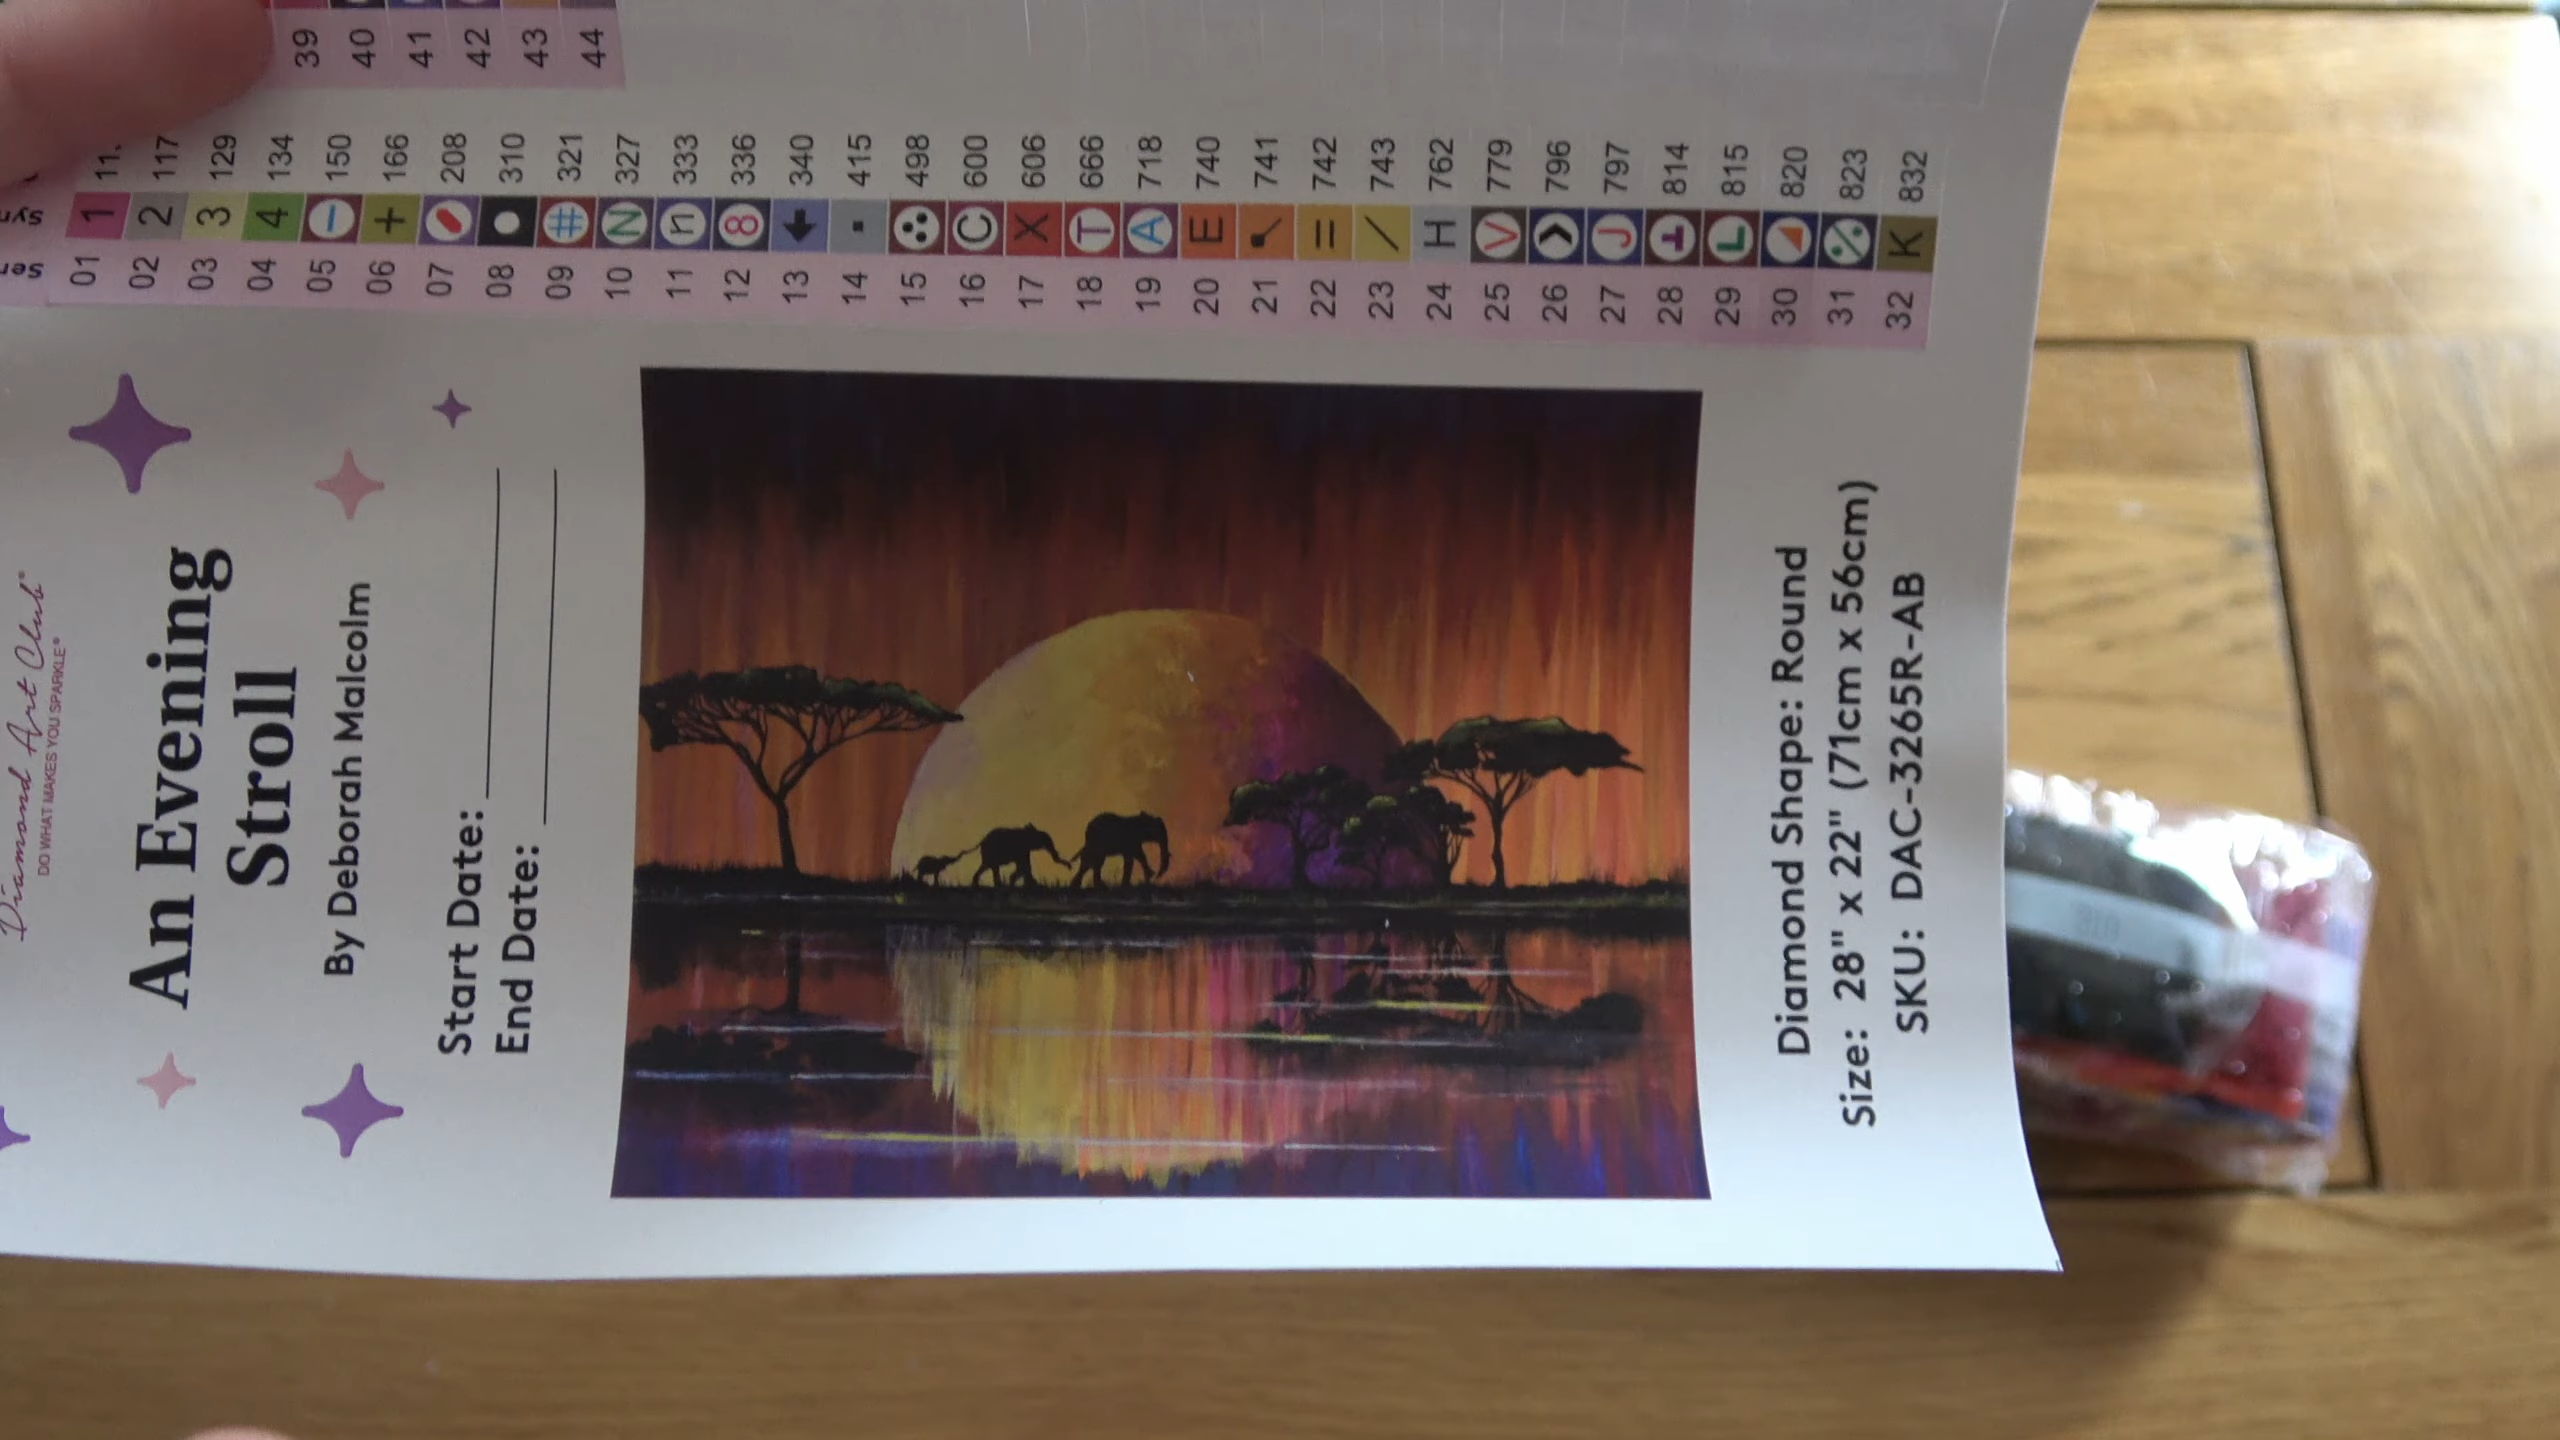 Diamond Art Club®
DO WHAT MAKES YOU SPARKLE®
An Evening
Stroll
By Deborah Malcolm
Start Date:
End Date:
Diamond Shape: Round
Size: 28" x 22" (71cm x 56cm)
SKU: DAC-3265R-AB
01 1
02 2 117
03 3 129
04 4 134
05 − 150
06 + 166
07 208
08 ● 310
09 # 321
10 N 327
11 n 333
12 8 336
13 340
14 ▪ 415
15 498
16 C 600
17 X 606
18 T 666
19 A 718
20 E 740
21 741
22 = 742
23 / 743
24 H 762
25 V 779
26 796
27 J 797
28 ⊥ 814
29 L 815
30 820
31 823
32 K 832
39
40
41
42
43
44